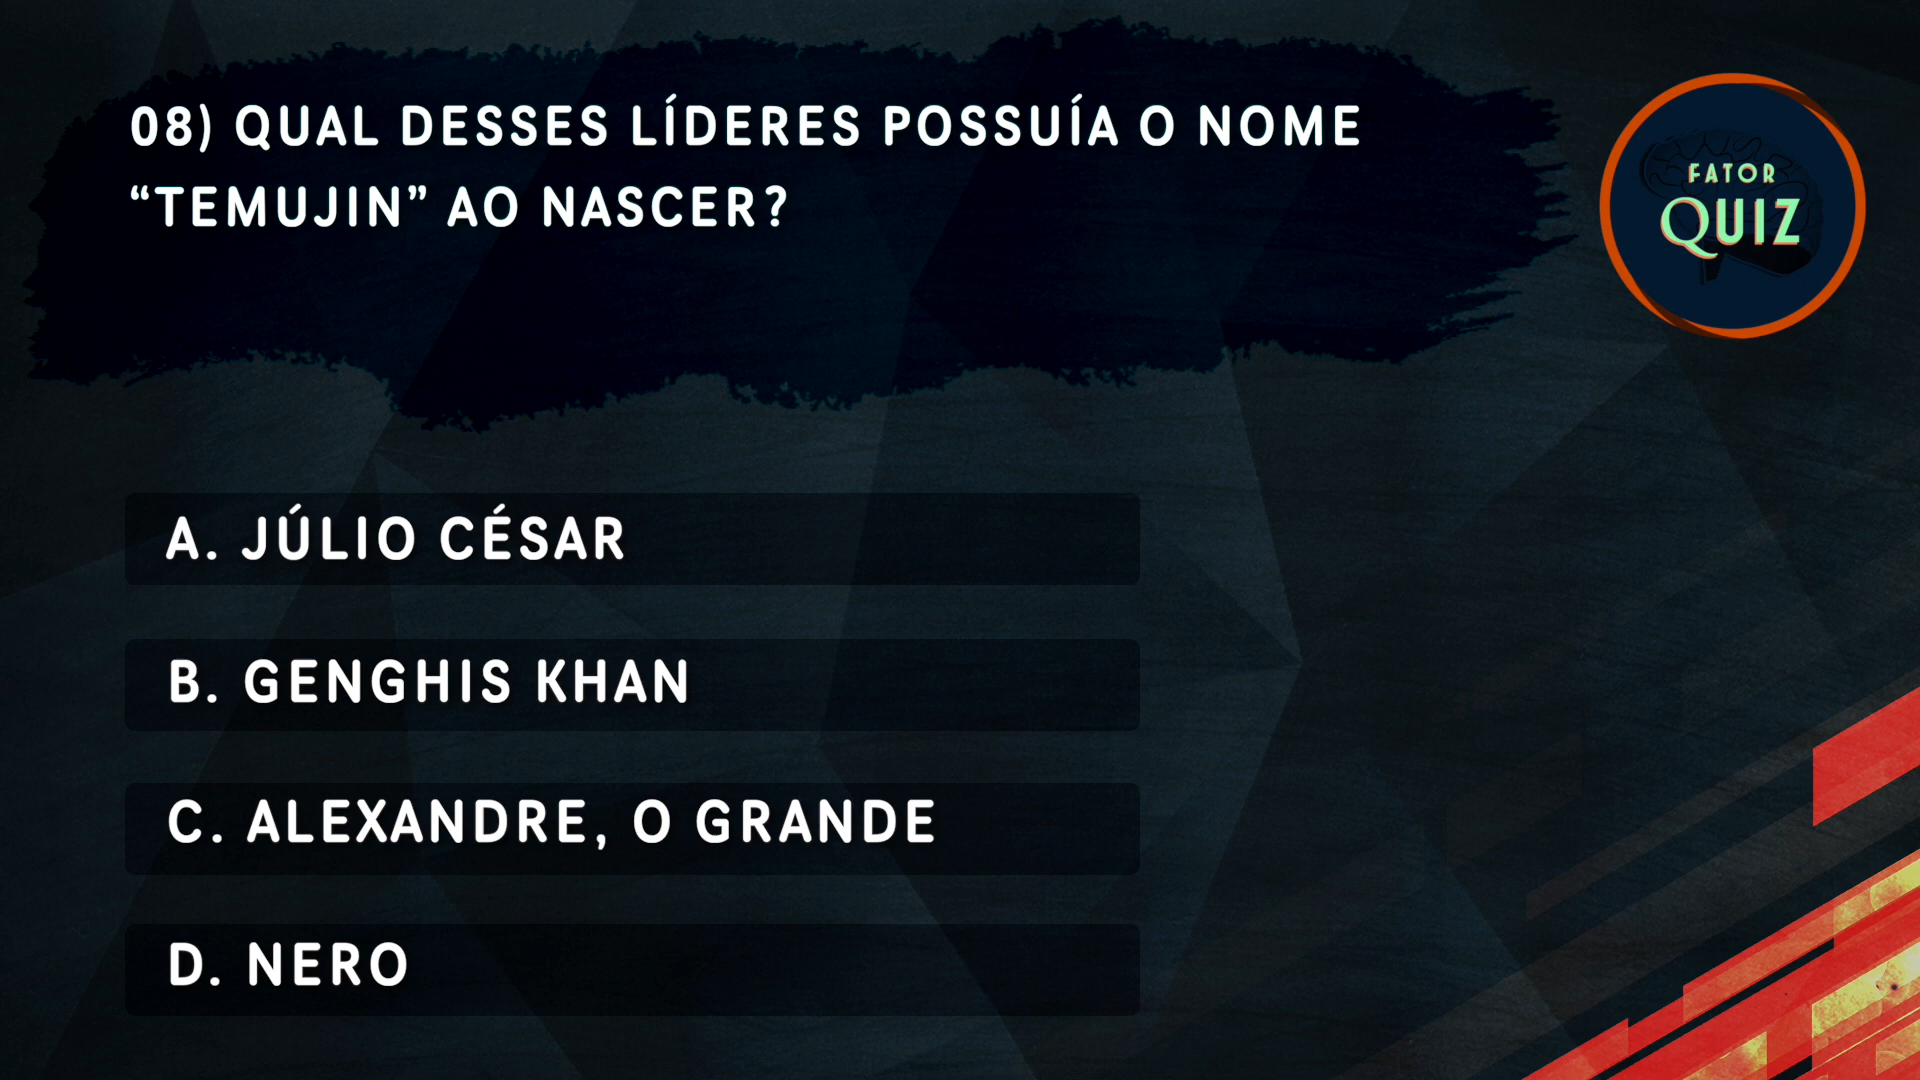 08) QUAL DESSES LÍDERES POSSUÍA O NOME
“TEMUJIN” AO NASCER?
FATOR
QUIZ
A. JÚLIO CÉSAR
B. GENGHIS KHAN
C. ALEXANDRE, O GRANDE
D. NERO